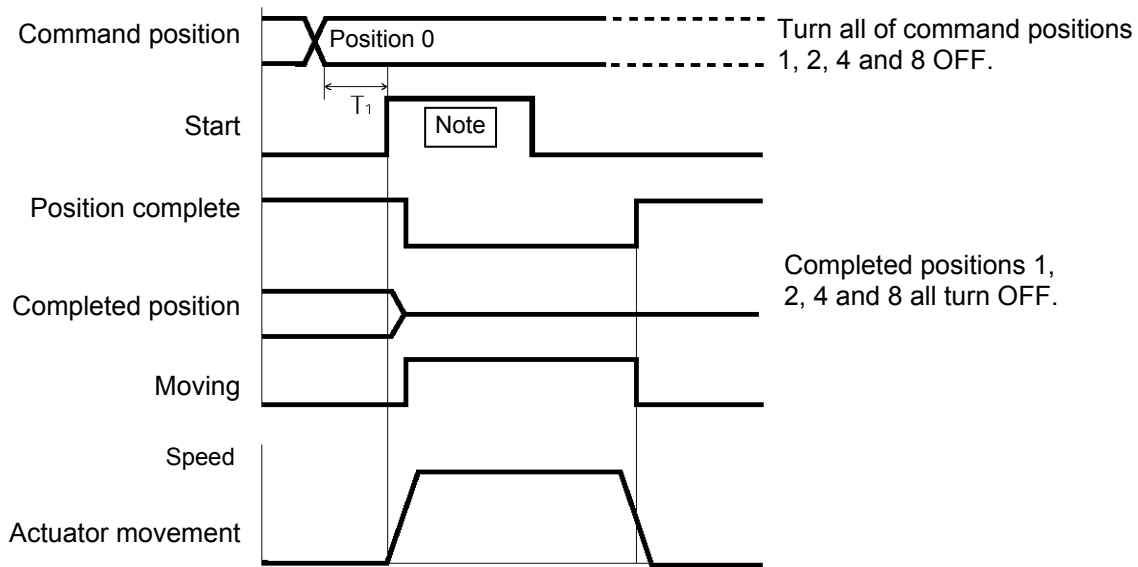 Command position
Position 0
Turn all of command positions
1, 2, 4 and 8 OFF.
T₁
Start
Note
Position complete
Completed positions 1,
2, 4 and 8 all turn OFF.
Completed position
Moving
Speed
Actuator movement